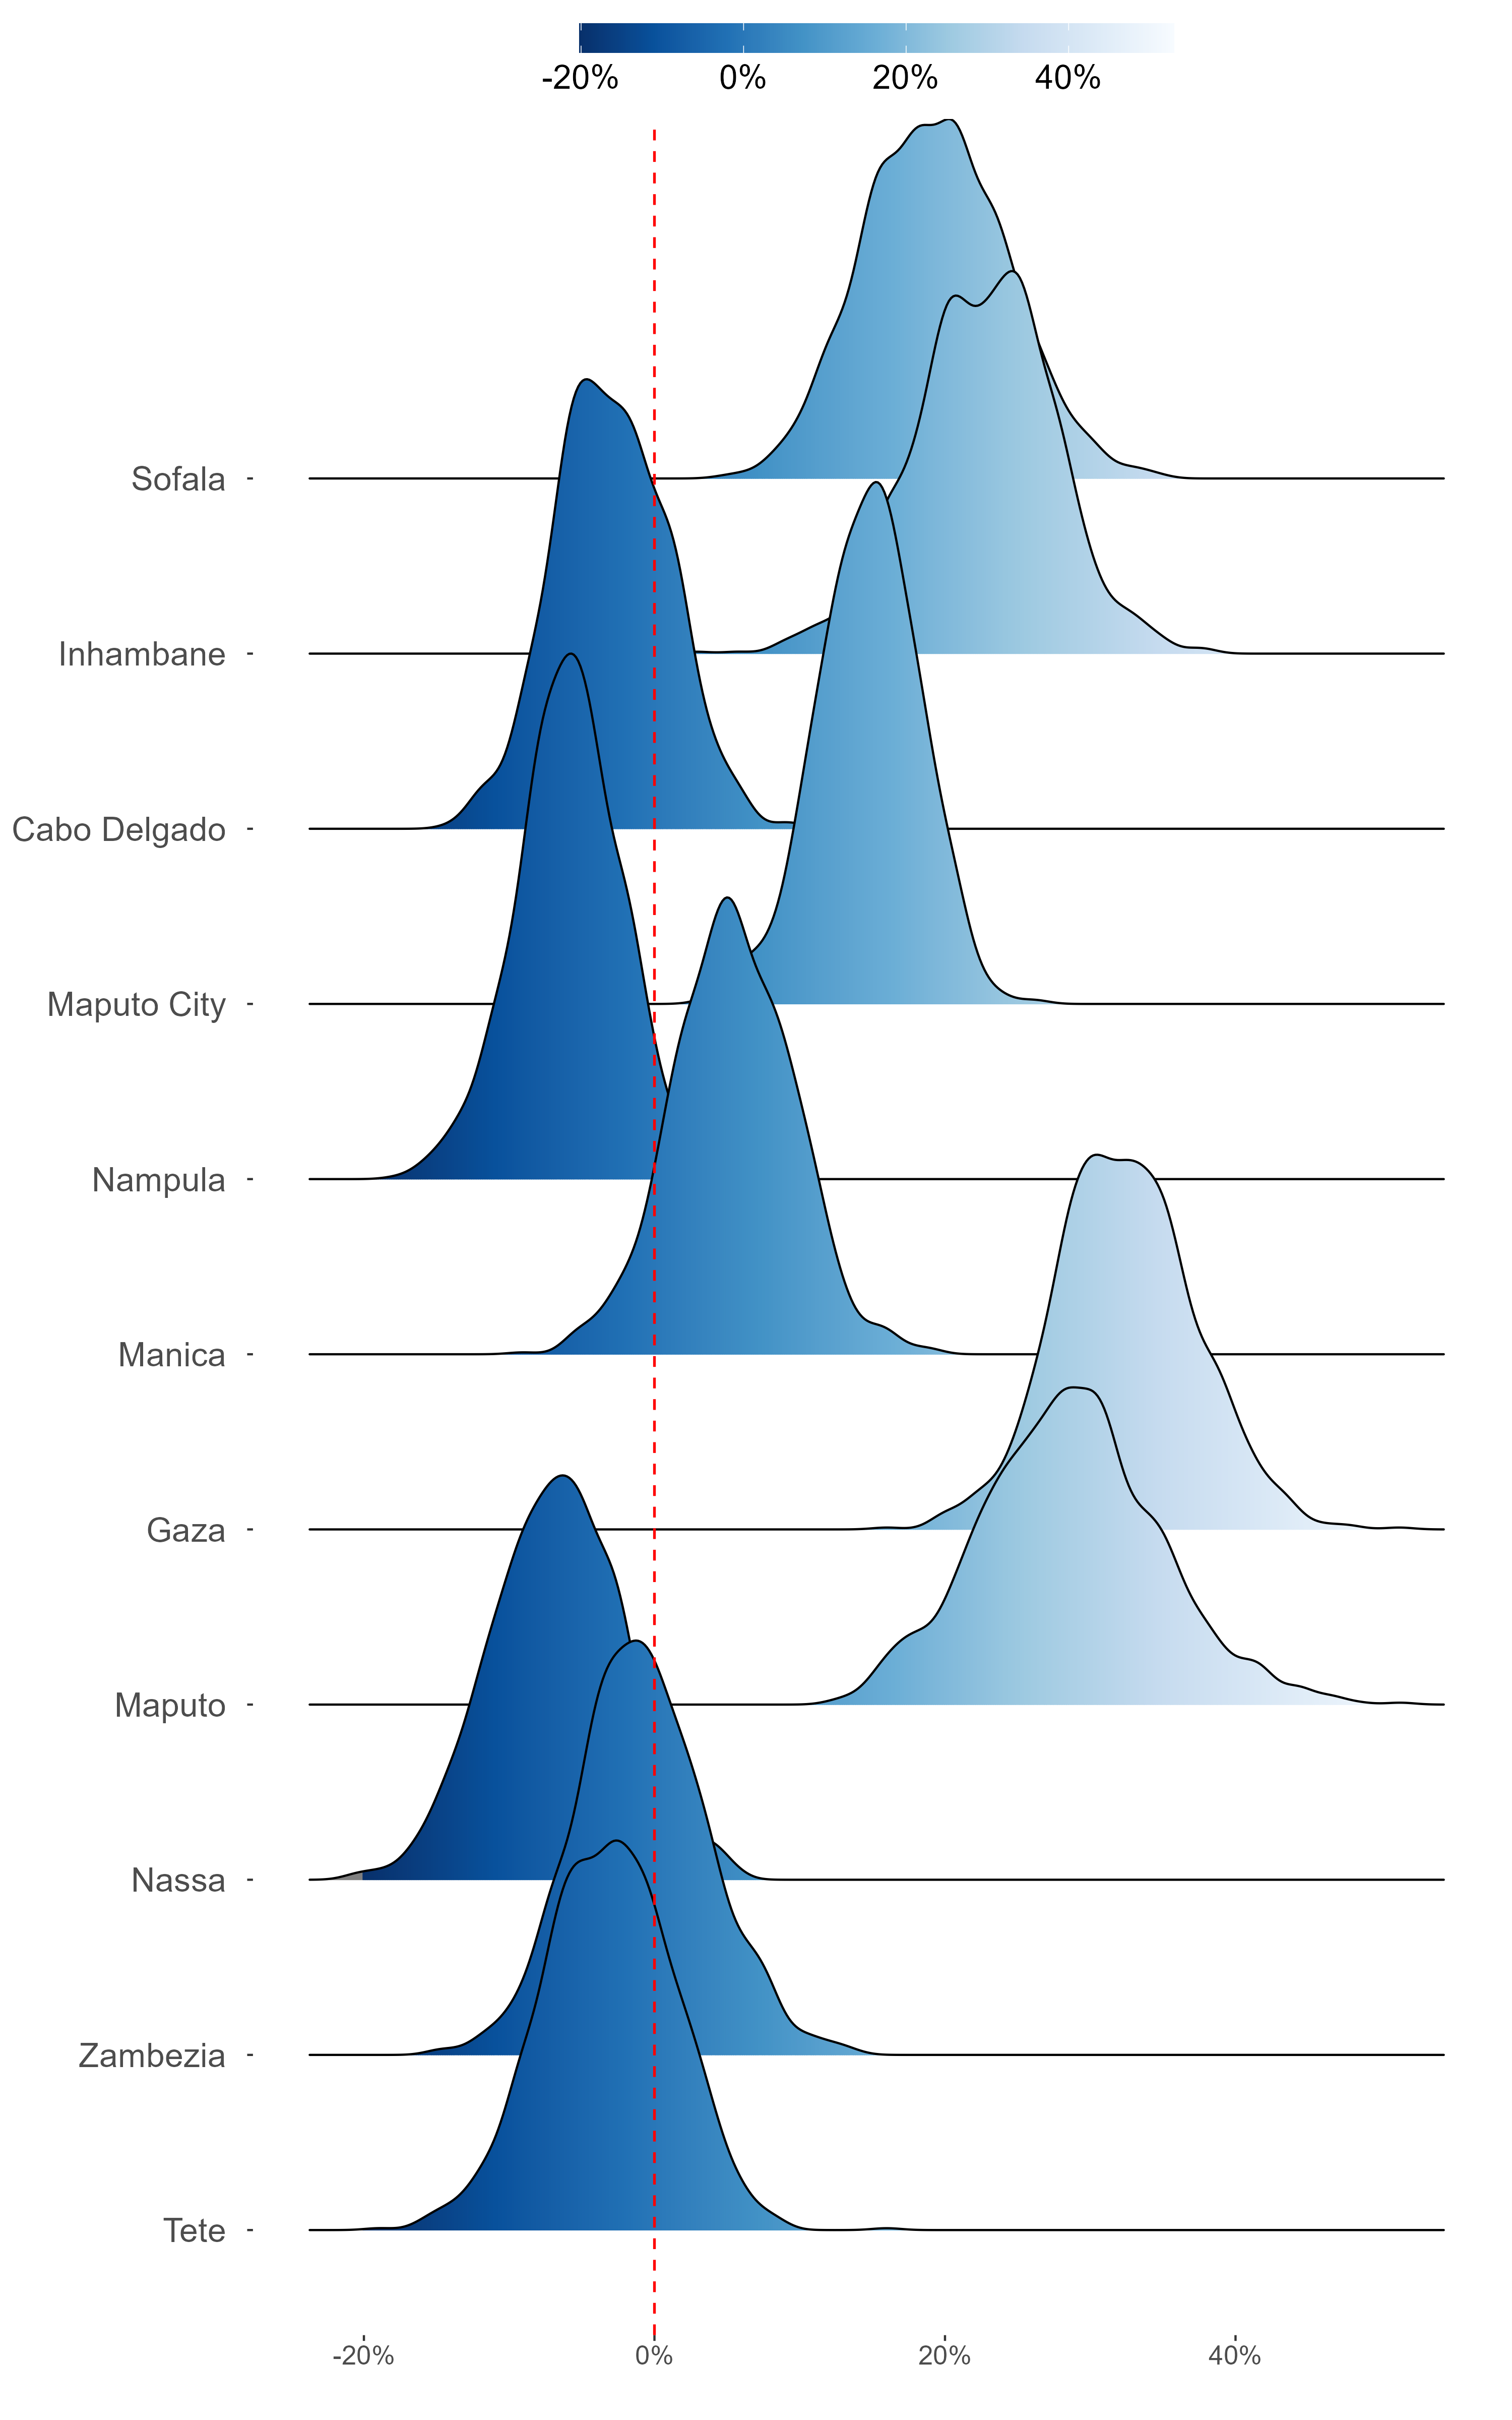 -20% 0% 20% 40%
Sofala
Inhambane
Cabo Delgado
Maputo City
Nampula
Manica
Gaza
Maputo
Nassa
Zambezia
Tete
-20% 0% 20% 40%